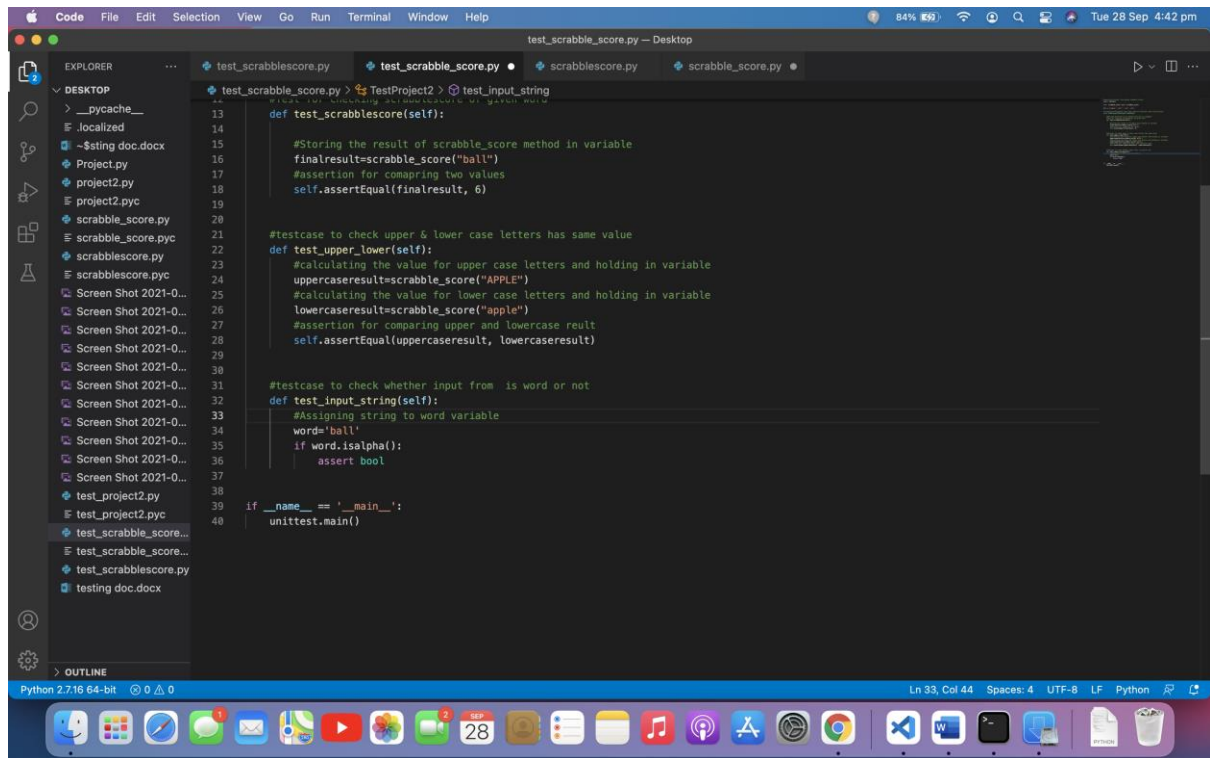 Code File Edit Selection View Go Run Terminal Window Help 84% Tue 28 Sep 4:42 pm
test_scrabble_score.py — Desktop
EXPLORER ... test_scrabblescore.py test_scrabble_score.py ● scrabblescore.py scrabble_score.py ●
test_scrabble_score.py > TestProject2 > test_input_string
DESKTOP
> __pycache__
.localized
~$sting doc.docx
Project.py
project2.py
project2.pyc
scrabble_score.py
scrabble_score.pyc
scrabblescore.py
scrabblescore.pyc
Screen Shot 2021-0...
Screen Shot 2021-0...
Screen Shot 2021-0...
Screen Shot 2021-0...
Screen Shot 2021-0...
Screen Shot 2021-0...
Screen Shot 2021-0...
Screen Shot 2021-0...
Screen Shot 2021-0...
Screen Shot 2021-0...
Screen Shot 2021-0...
test_project2.py
test_project2.pyc
test_scrabble_score...
test_scrabble_score...
test_scrabblescore.py
testing doc.docx
> OUTLINE
12 #Test for checking scrabblescore of given word
13 def test_scrabblescore(self):
14
15 #Storing the result of scrabble_score method in variable
16 finalresult=scrabble_score("ball")
17 #assertion for comapring two values
18 self.assertEqual(finalresult, 6)
19
20
21 #testcase to check upper & lower case letters has same value
22 def test_upper_lower(self):
23 #calculating the value for upper case letters and holding in variable
24 uppercaseresult=scrabble_score("APPLE")
25 #calculating the value for lower case letters and holding in variable
26 lowercaseresult=scrabble_score("apple")
27 #assertion for comparing upper and lowercase reult
28 self.assertEqual(uppercaseresult, lowercaseresult)
29
30
31 #testcase to check whether input from  is word or not
32 def test_input_string(self):
33 #Assigning string to word variable
34 word='ball'
35 if word.isalpha():
36 assert bool
37
38
39 if __name__ == '__main__':
40 unittest.main()
Python 2.7.16 64-bit 0 0 Ln 33, Col 44 Spaces: 4 UTF-8 LF Python
2
1
2
SEP
28
PYTHON